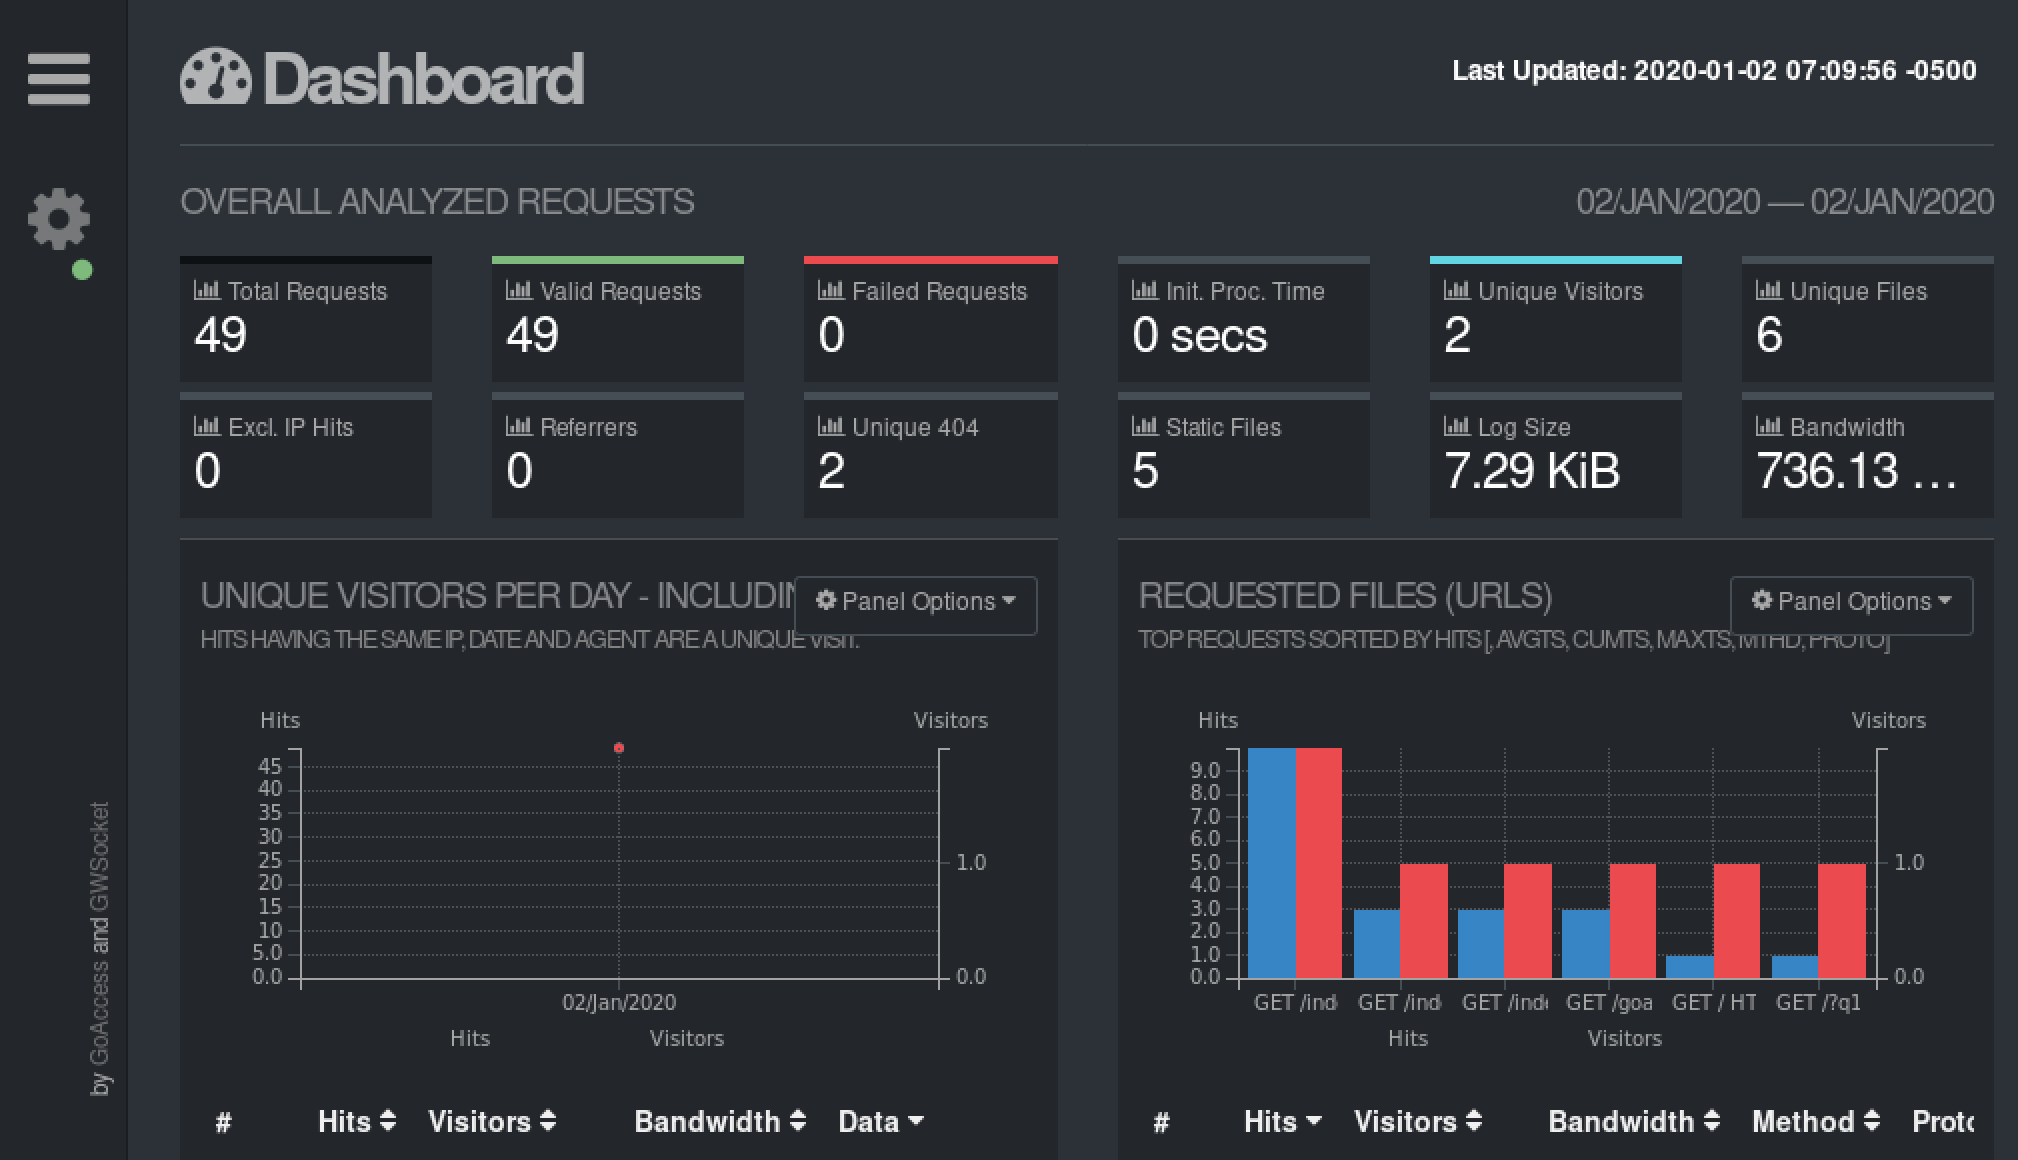 Dashboard
Last Updated: 2020-01-02 07:09:56 -0500
OVERALL ANALYZED REQUESTS
02/JAN/2020 — 02/JAN/2020
Total Requests
49
Valid Requests
49
Failed Requests
0
Init. Proc. Time
0 secs
Unique Visitors
2
Unique Files
6
Excl. IP Hits
0
Referrers
0
Unique 404
2
Static Files
5
Log Size
7.29 KiB
Bandwidth
736.13 ...
UNIQUE VISITORS PER DAY - INCLUDIN
Panel Options
HITS HAVING THE SAME IP, DATE AND AGENT ARE A UNIQUE VISIT.
Hits
Visitors
45
40
35
30
25
20
15
10
5.0
0.0
1.0
0.0
02/Jan/2020
Hits Visitors
# Hits Visitors Bandwidth Data
REQUESTED FILES (URLS)
Panel Options
TOP REQUESTS SORTED BY HITS [, AVGTS, CUMTS, MAXTS, MTHD, PROTO]
Hits
Visitors
9.0
8.0
7.0
6.0
5.0
4.0
3.0
2.0
1.0
0.0
1.0
0.0
GET /ind GET /ind GET /ind GET /goa GET / HT GET /?q1
Hits Visitors
# Hits Visitors Bandwidth Method Proto
by GoAccess and GWSocket